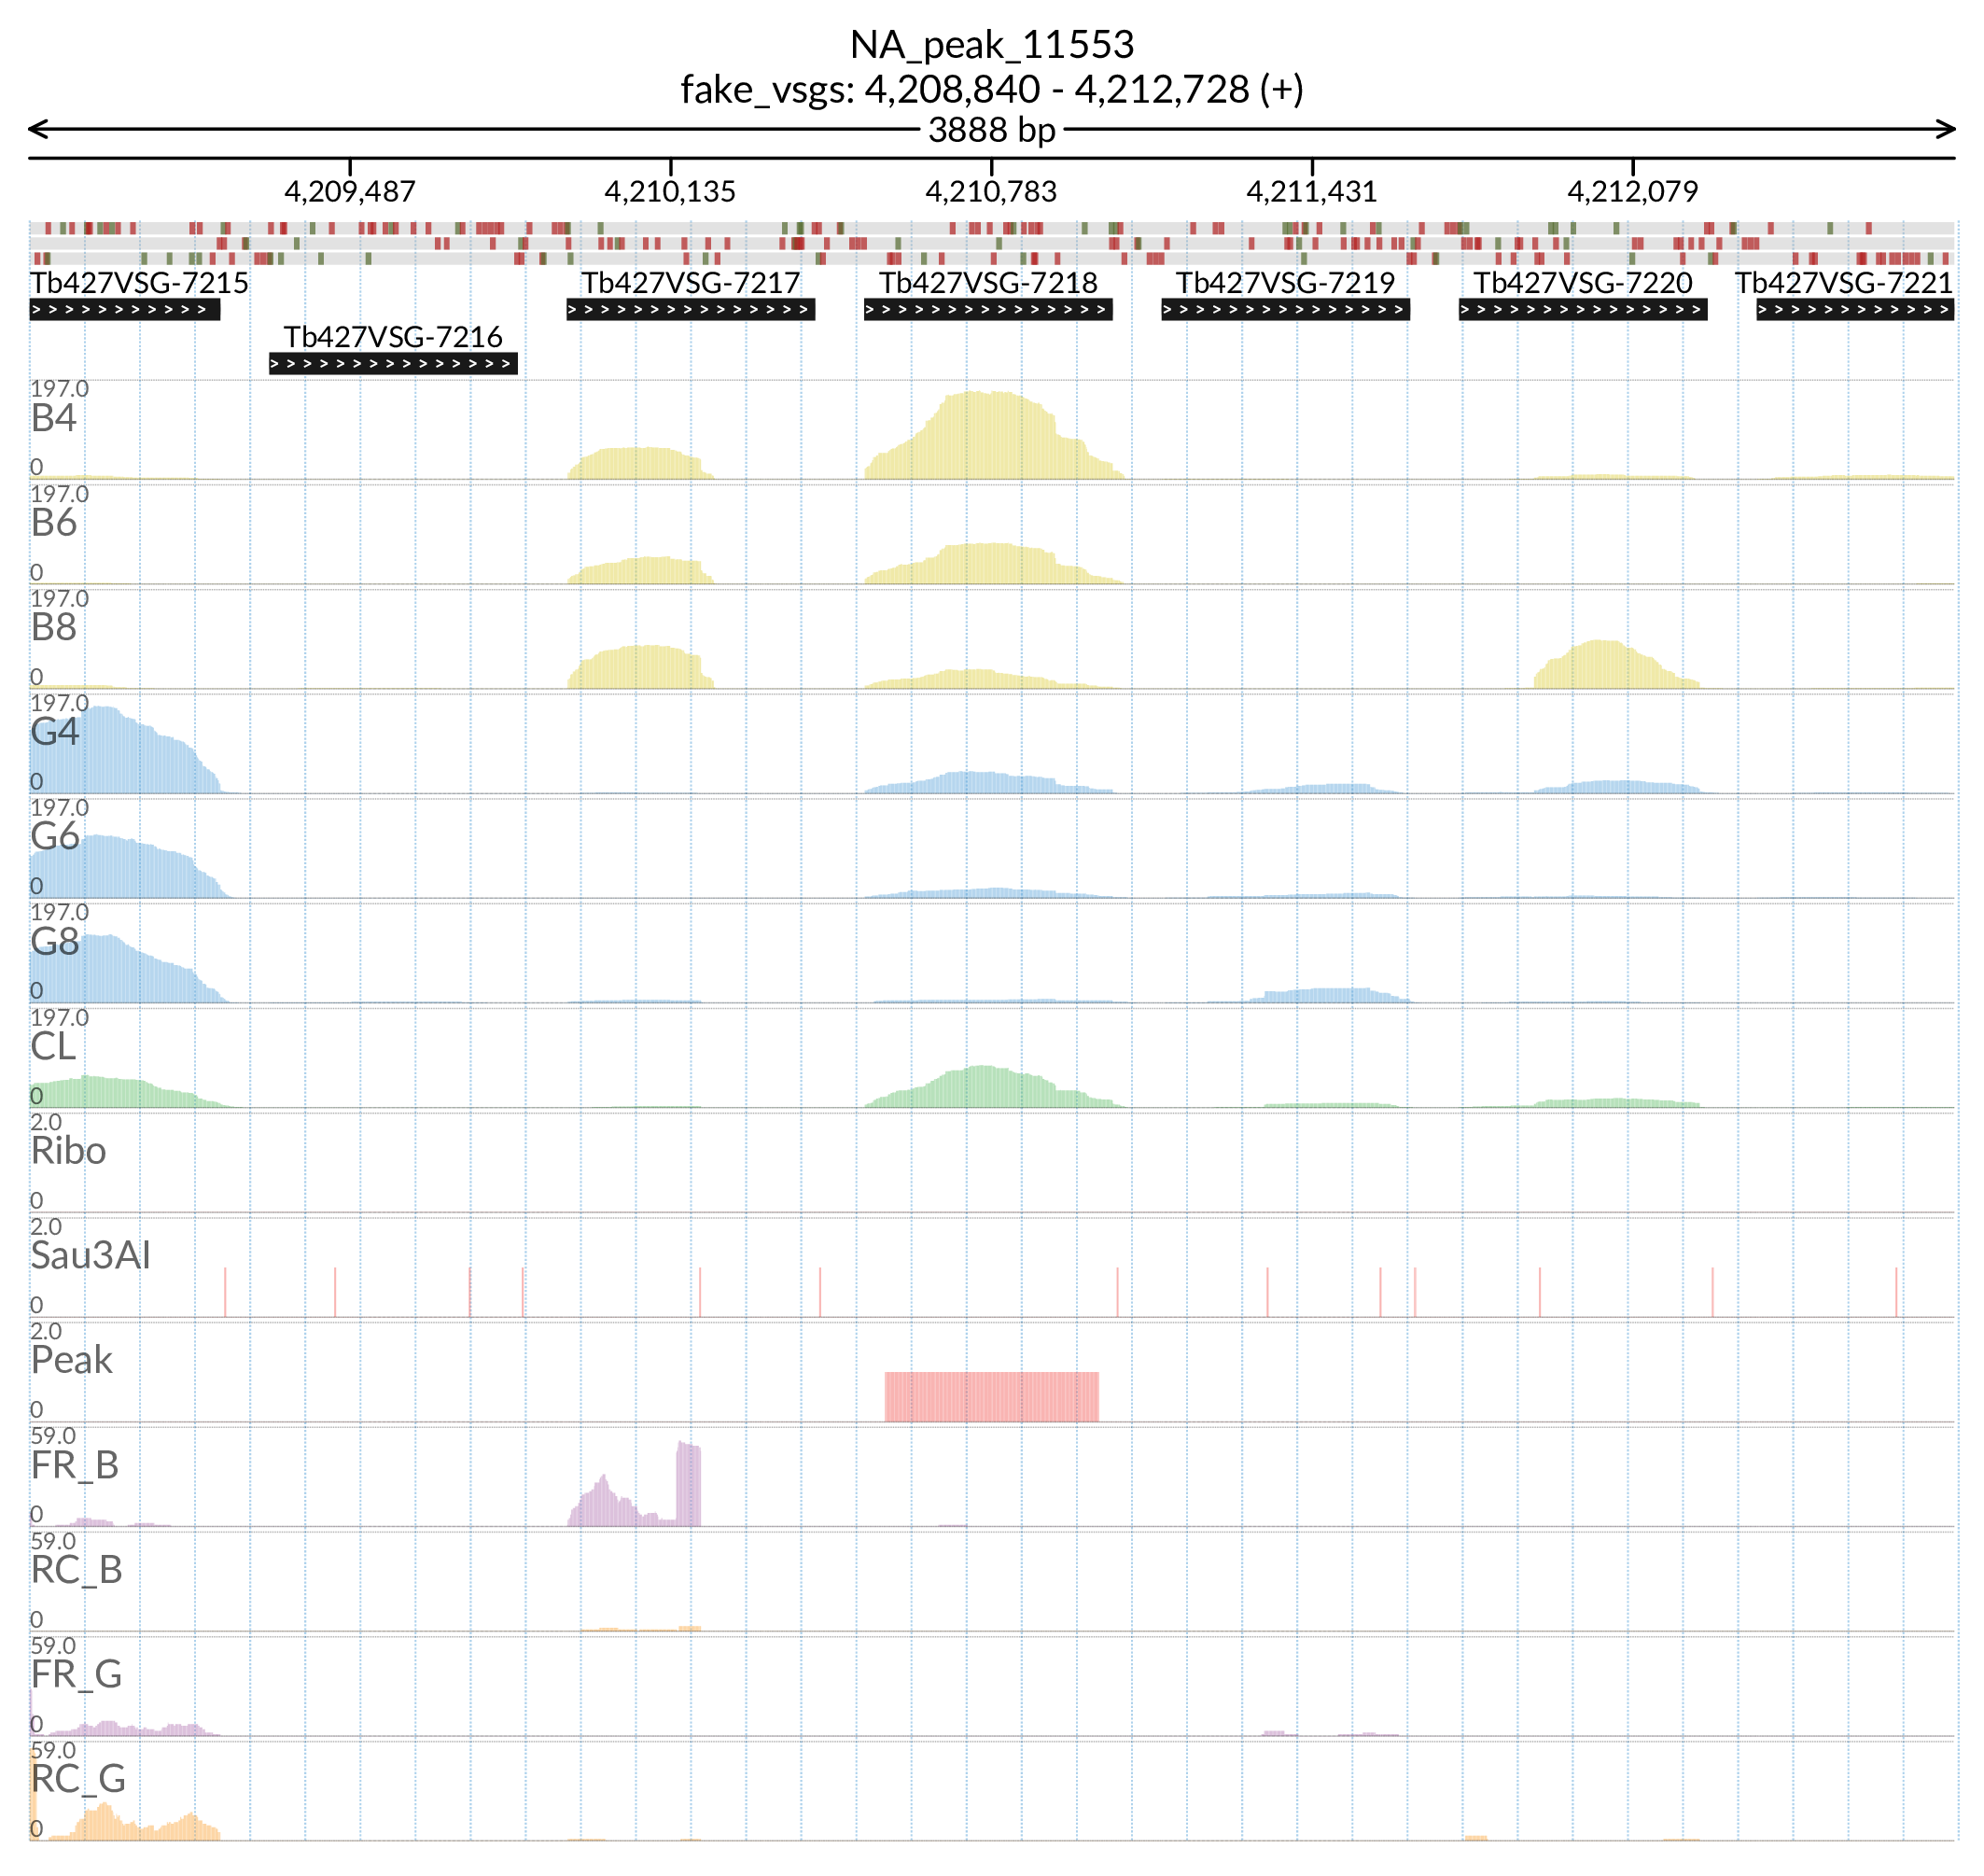 NA_peak_11553
fake_vsgs: 4,208,840 - 4,212,728 (+)
3888 bp
4,209,487 4,210,135 4,210,783 4,211,431 4,212,079
Tb427VSG-7215 Tb427VSG-7217 Tb427VSG-7218 Tb427VSG-7219 Tb427VSG-7220 Tb427VSG-7221
Tb427VSG-7216
197.0
B4
0
197.0
B6
0
197.0
B8
0
197.0
G4
0
197.0
G6
0
197.0
G8
0
197.0
CL
0
2.0
Ribo
0
2.0
Sau3AI
0
2.0
Peak
0
59.0
FR_B
0
59.0
RC_B
0
59.0
FR_G
0
59.0
RC_G
0